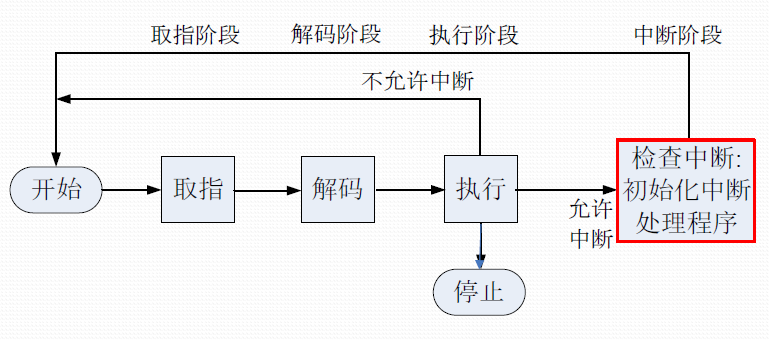 取指阶段 解码阶段 执行阶段 中断阶段
不允许中断
开始
取指
解码
执行
允许
中断
检查中断:
初始化中断
处理程序
停止